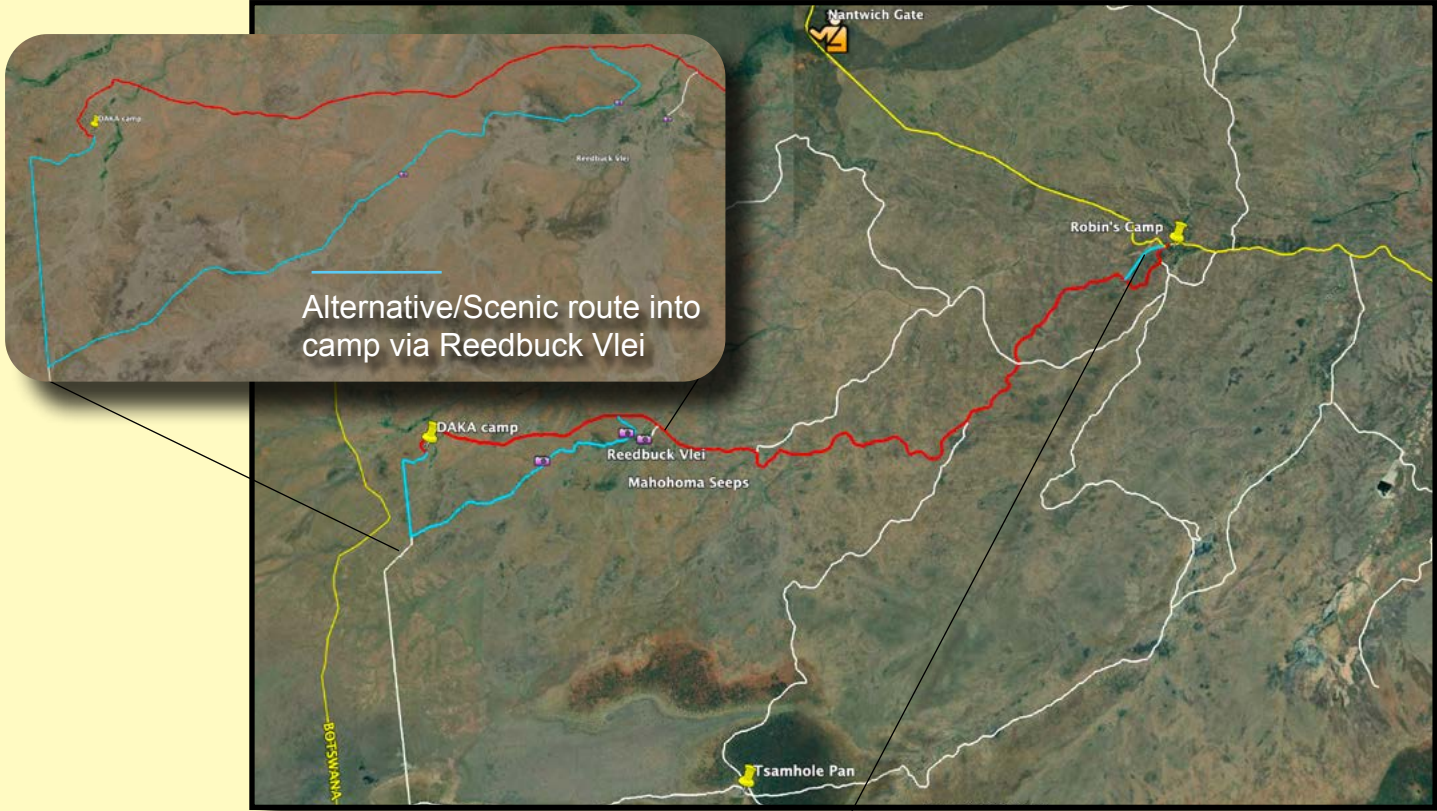 Nantwich Gate
DAKA camp
Reedbuck Vlei
Alternative/Scenic route into
camp via Reedbuck Vlei
Robin's Camp
DAKA camp
Reedbuck Vlei
Mahohoma Seeps
BOTSWANA
Tsamhole Pan